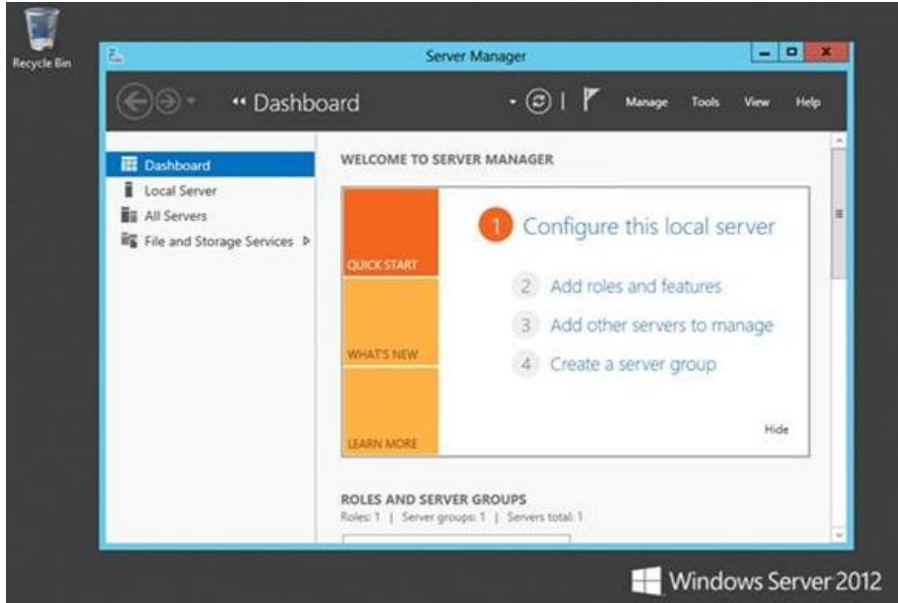 Recycle Bin
Server Manager
Dashboard
Manage Tools View Help
Dashboard
Local Server
All Servers
File and Storage Services
WELCOME TO SERVER MANAGER
QUICK START
WHAT'S NEW
LEARN MORE
1 Configure this local server
2 Add roles and features
3 Add other servers to manage
4 Create a server group
Hide
ROLES AND SERVER GROUPS
Roles: 1 | Server groups: 1 | Servers total: 1
Windows Server 2012